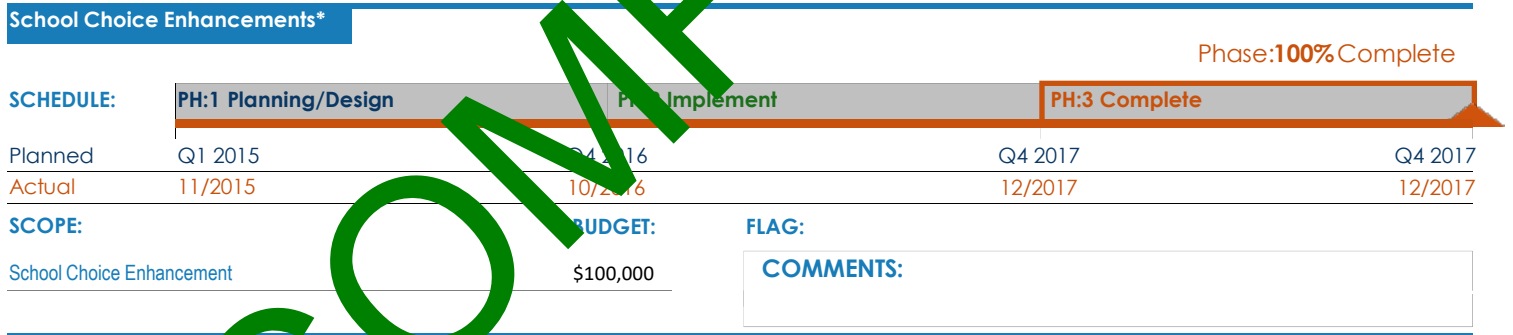 School Choice Enhancements*
Phase:100% Complete
SCHEDULE: PH:1 Planning/Design Implement PH:3 Complete
Planned Q1 2015 Q4 2017 Q4 2017
Actual 11/2015 12/2017 12/2017
SCOPE: BUDGET: FLAG:
School Choice Enhancement $100,000 COMMENTS: